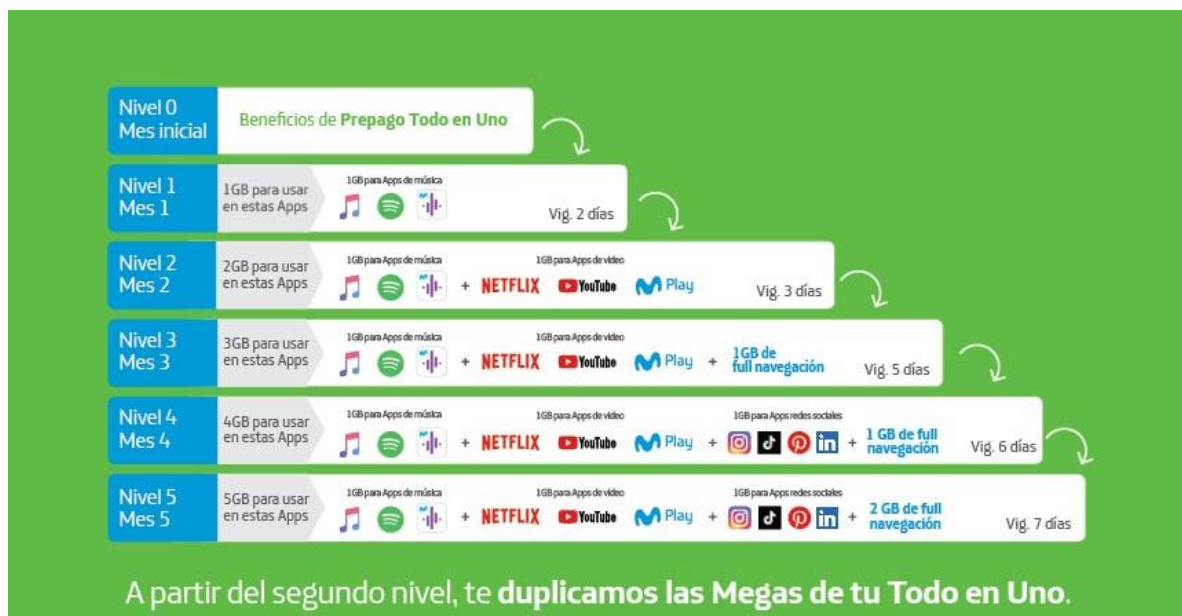 Nivel 0
Mes inicial
Beneficios de Prepago Todo en Uno
Nivel 1
Mes 1
1GB para usar
en estas Apps
1GB para Apps de música
Vig. 2 días
Nivel 2
Mes 2
2GB para usar
en estas Apps
1GB para Apps de música
+
1GB para Apps de video
NETFLIX
YouTube
Play
Vig. 3 días
Nivel 3
Mes 3
3GB para usar
en estas Apps
1GB para Apps de música
+
1GB para Apps de video
NETFLIX
YouTube
Play
+
1GB de
full navegación
Vig. 5 días
Nivel 4
Mes 4
4GB para usar
en estas Apps
1GB para Apps de música
+
1GB para Apps de video
NETFLIX
YouTube
Play
+
1GB para Apps redes sociales
in
+
1 GB de full
navegación
Vig. 6 días
Nivel 5
Mes 5
5GB para usar
en estas Apps
1GB para Apps de música
+
1GB para Apps de video
NETFLIX
YouTube
Play
+
1GB para Apps redes sociales
in
+
2 GB de full
navegación
Vig. 7 días
A partir del segundo nivel, te duplicamos las Megas de tu Todo en Uno.